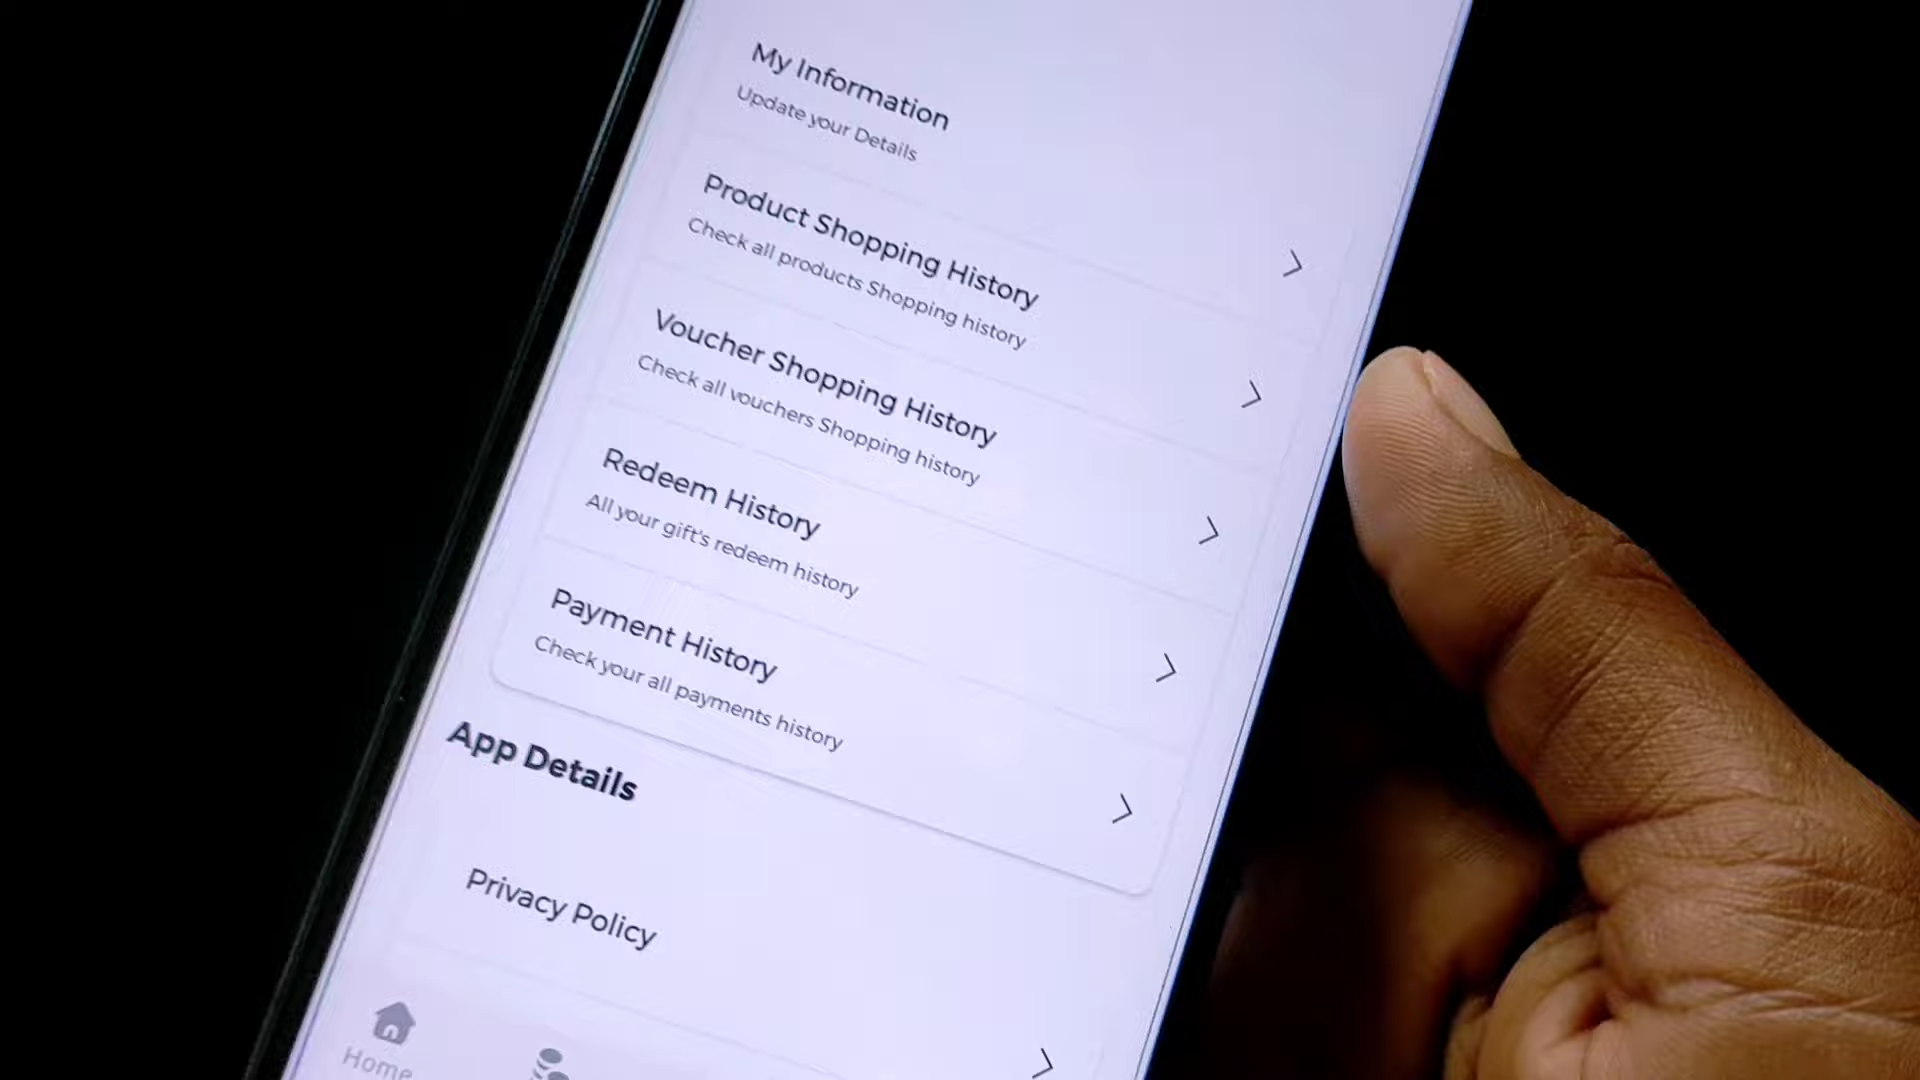 My Information
Update your Details
Product Shopping History
Check all products Shopping history
Voucher Shopping History
Check all vouchers Shopping history
Redeem History
All your gift's redeem history
Payment History
Check your all payments history
App Details
Privacy Policy
Home